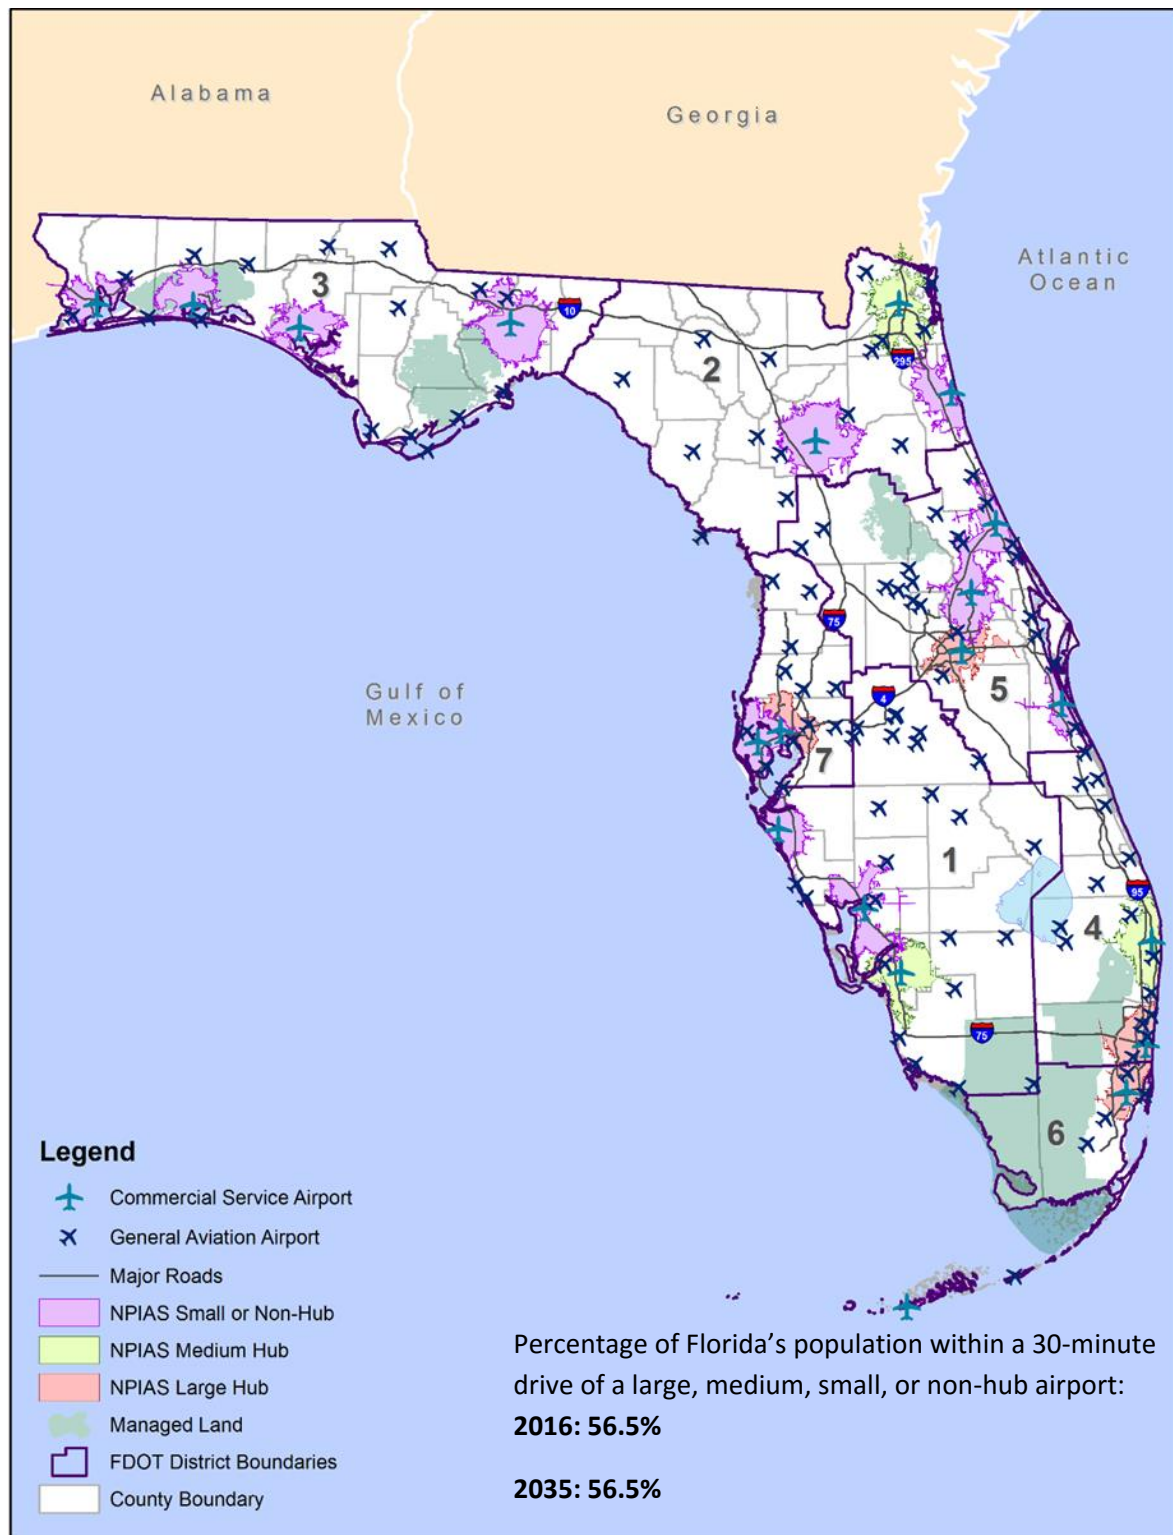 Alabama
Georgia
Atlantic
Ocean
3
10
2
295
75
Gulf of
Mexico
4
5
7
1
95
4
75
6
Legend
Commercial Service Airport
General Aviation Airport
Major Roads
NPIAS Small or Non-Hub
NPIAS Medium Hub
NPIAS Large Hub
Managed Land
FDOT District Boundaries
County Boundary
Percentage of Florida’s population within a 30-minute
drive of a large, medium, small, or non-hub airport:
2016: 56.5%
2035: 56.5%